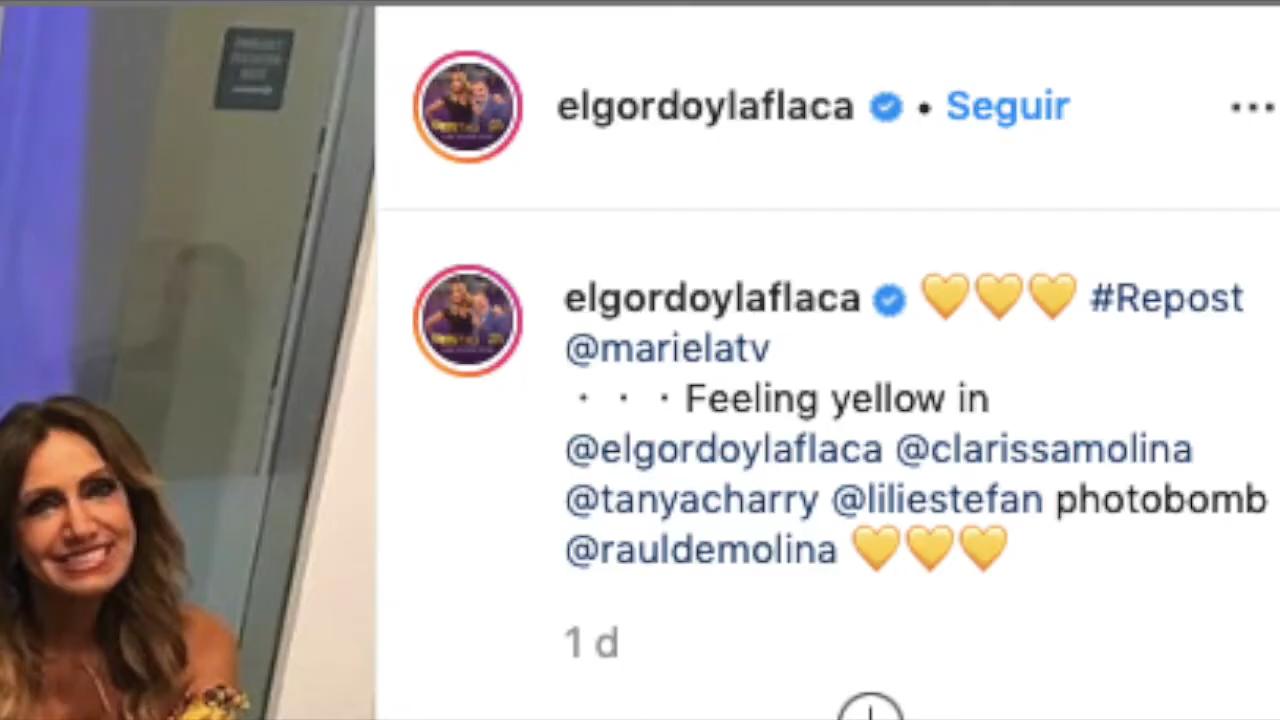 elgordoylaflaca • Seguir
elgordoylaflaca 💛💛💛 #Repost
@marielatv
· · · Feeling yellow in
@elgordoylaflaca @clarissamolina
@tanyacharry @liliestefan photobomb
@rauldemolina 💛💛💛
1 d